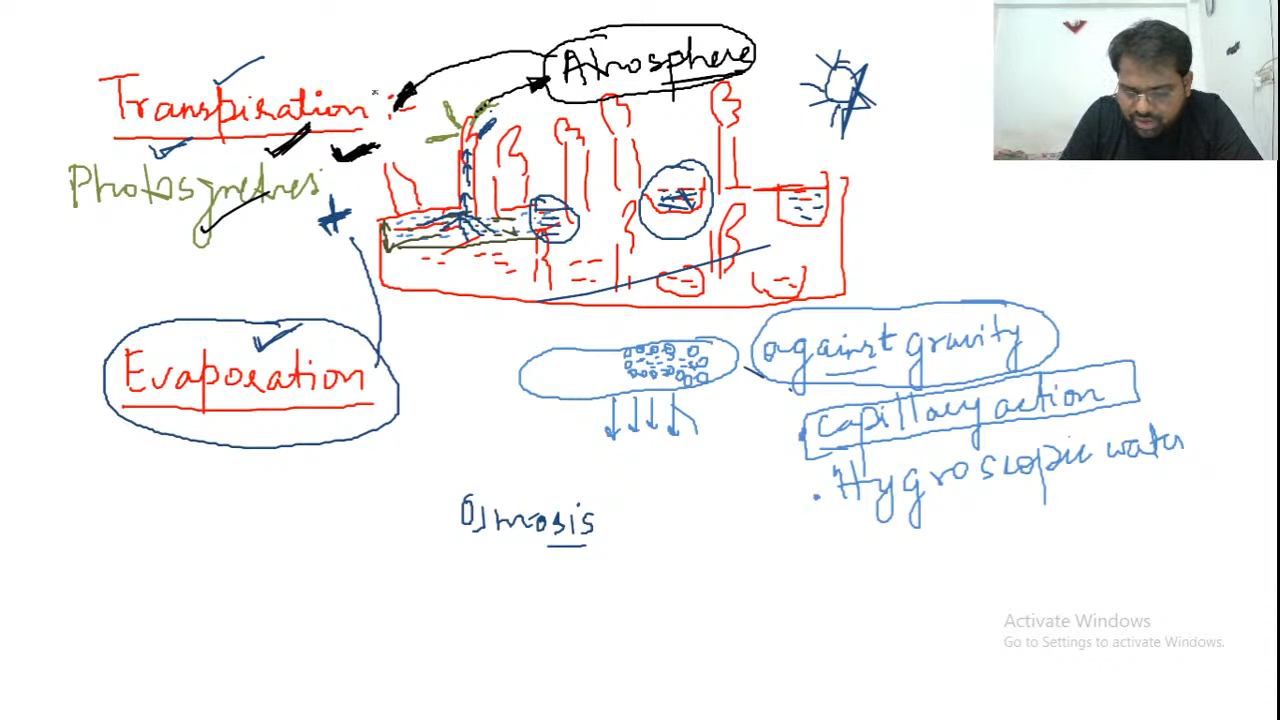 Atmosphere
Transpiration :-
Photosynthesis
Evaporation
against gravity
capillary action
• Hygroscopic water
Osmosis
Activate Windows
Go to Settings to activate Windows.